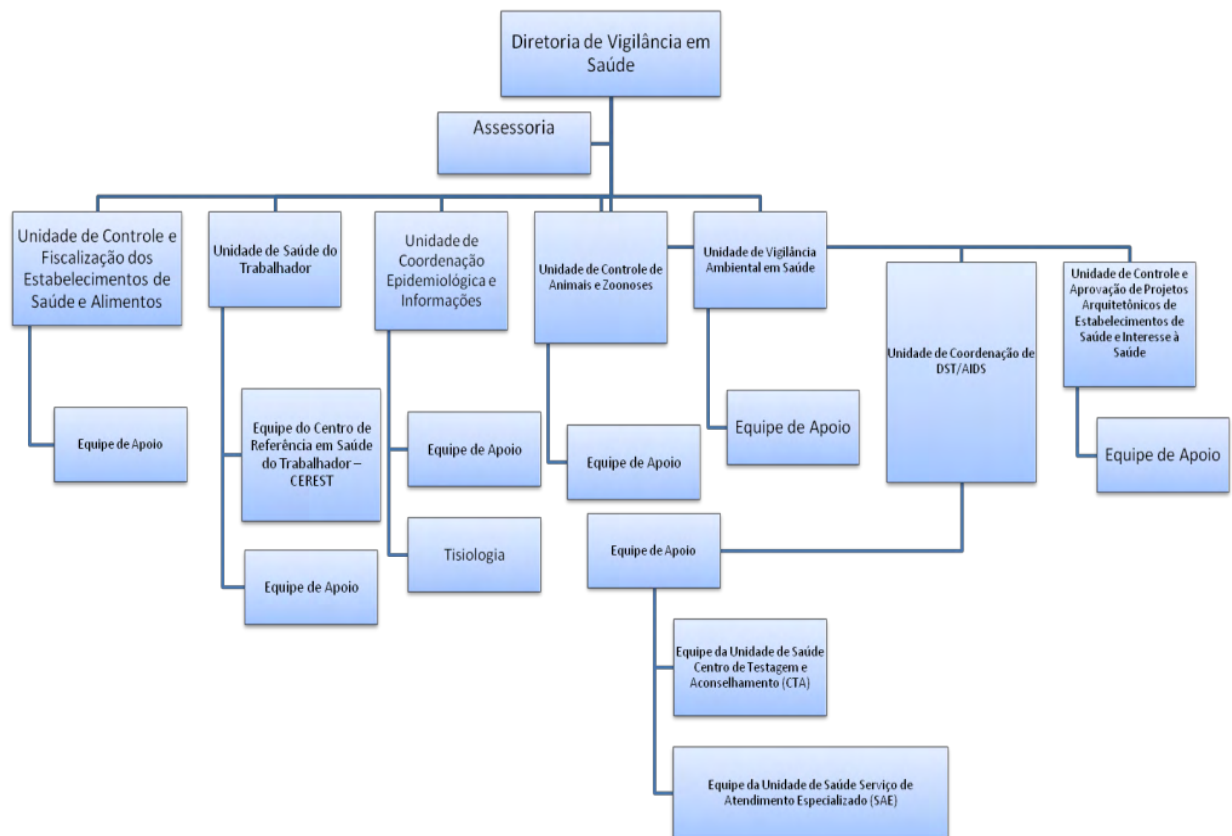 Diretoria de Vigilância em
Saúde
Assessoria
Unidade de Controle e
Fiscalização dos
Estabelecimentos de
Saúde e Alimentos
Unidade de Saúde do
Trabalhador
Unidade de
Coordenação
Epidemiológica e
Informações
Unidade de Controle de
Animais e Zoonoses
Unidade de Vigilância
Ambiental em Saúde
Unidade de Coordenação de
DST/AIDS
Unidade de Controle e
Aprovação de Projetos
Arquitetônicos de
Estabelecimentos de
Saúde e Interesse à
Saúde
Equipe de Apoio
Equipe do Centro de
Referência em Saúde
do Trabalhador –
CEREST
Equipe de Apoio
Equipe de Apoio
Tisiologia
Equipe de Apoio
Equipe de Apoio
Equipe de Apoio
Equipe de Apoio
Equipe da Unidade de Saúde
Centro de Testagem e
Aconselhamento (CTA)
Equipe da Unidade de Saúde Serviço de
Atendimento Especializado (SAE)